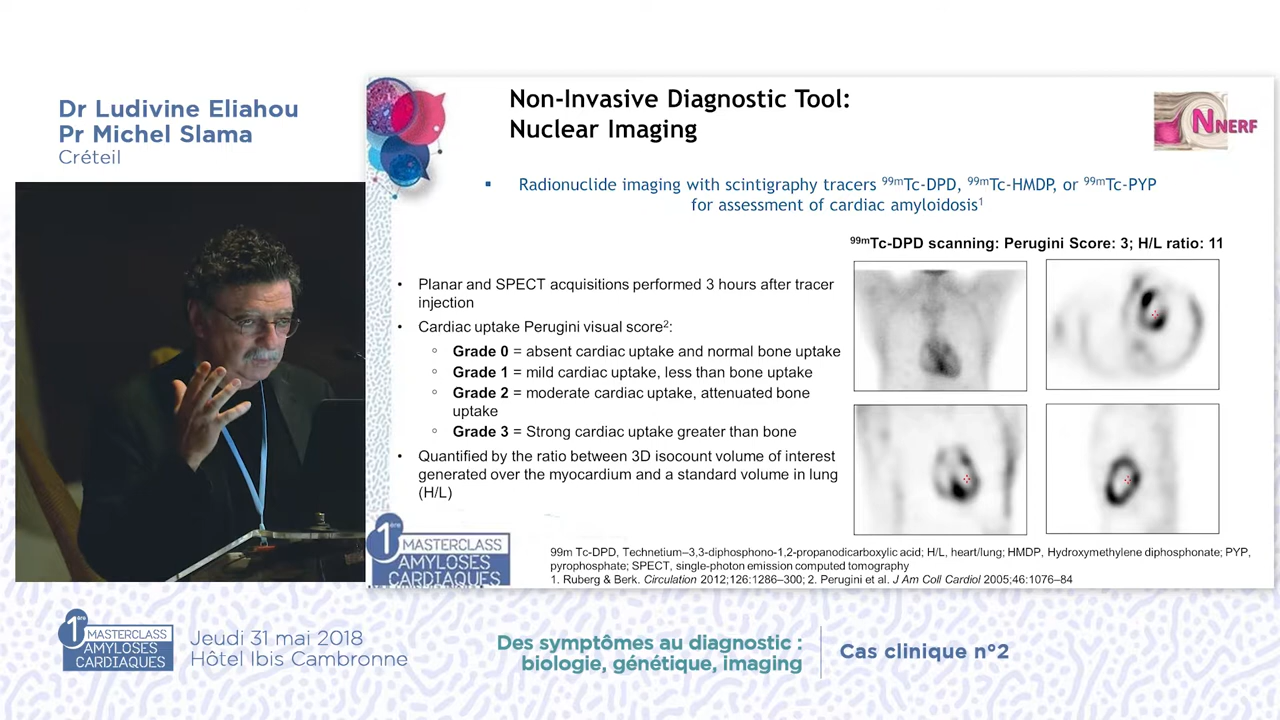 Dr Ludivine Eliahou
Pr Michel Slama
Créteil
Non-Invasive Diagnostic Tool:
Nuclear Imaging
NNERF
▪ Radionuclide imaging with scintigraphy tracers 99mTc-DPD, 99mTc-HMDP, or 99mTc-PYP
for assessment of cardiac amyloidosis1
99mTc-DPD scanning: Perugini Score: 3; H/L ratio: 11
• Planar and SPECT acquisitions performed 3 hours after tracer
injection
• Cardiac uptake Perugini visual score2:
° Grade 0 = absent cardiac uptake and normal bone uptake
° Grade 1 = mild cardiac uptake, less than bone uptake
° Grade 2 = moderate cardiac uptake, attenuated bone
uptake
° Grade 3 = Strong cardiac uptake greater than bone
• Quantified by the ratio between 3D isocount volume of interest
generated over the myocardium and a standard volume in lung
(H/L)
1ère
MASTERCLASS
AMYLOSES
CARDIAQUES
99m Tc-DPD, Technetium–3,3-diphosphono-1,2-propanodicarboxylic acid; H/L, heart/lung; HMDP, Hydroxymethylene diphosphonate; PYP,
pyrophosphate; SPECT, single-photon emission computed tomography
1. Ruberg & Berk. Circulation 2012;126:1286–300; 2. Perugini et al. J Am Coll Cardiol 2005;46:1076–84
1ère
MASTERCLASS
AMYLOSES
CARDIAQUES
Jeudi 31 mai 2018
Hôtel Ibis Cambronne
Des symptômes au diagnostic :
biologie, génétique, imaging
Cas clinique n°2